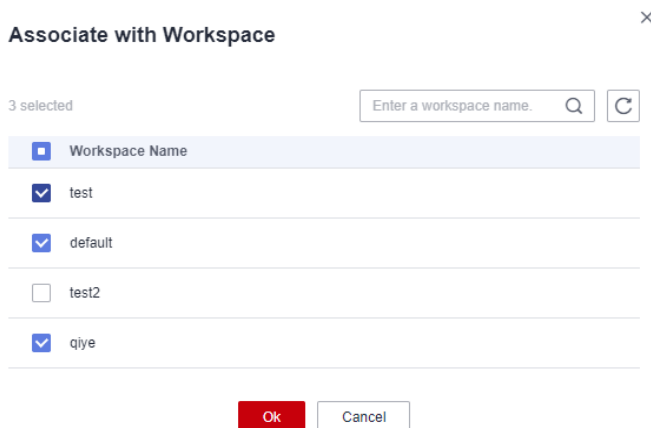 Associate with Workspace
3 selected
Enter a workspace name.
Workspace Name
test
default
test2
qiye
Ok
Cancel